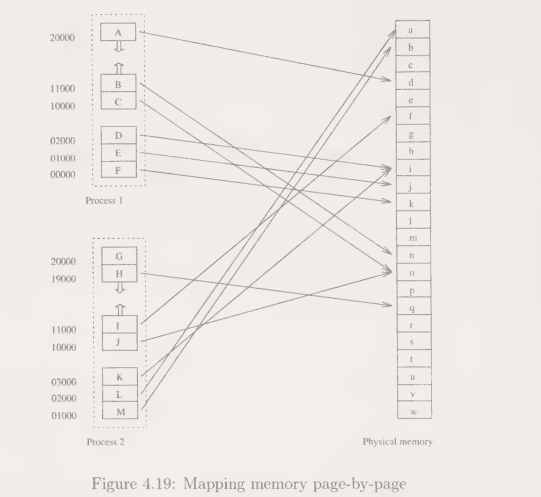 20000 A
11000 B
10000 C
02000 D
01000 E
00000 F
Process 1
G
20000 H
19000
11000 I
10000 J
03000 K
02000 L
01000 M
Process 2
a
b
c
d
e
f
g
h
i
j
k
l
m
n
o
p
q
r
s
t
u
v
w
Physical memory
Figure 4.19: Mapping memory page-by-page